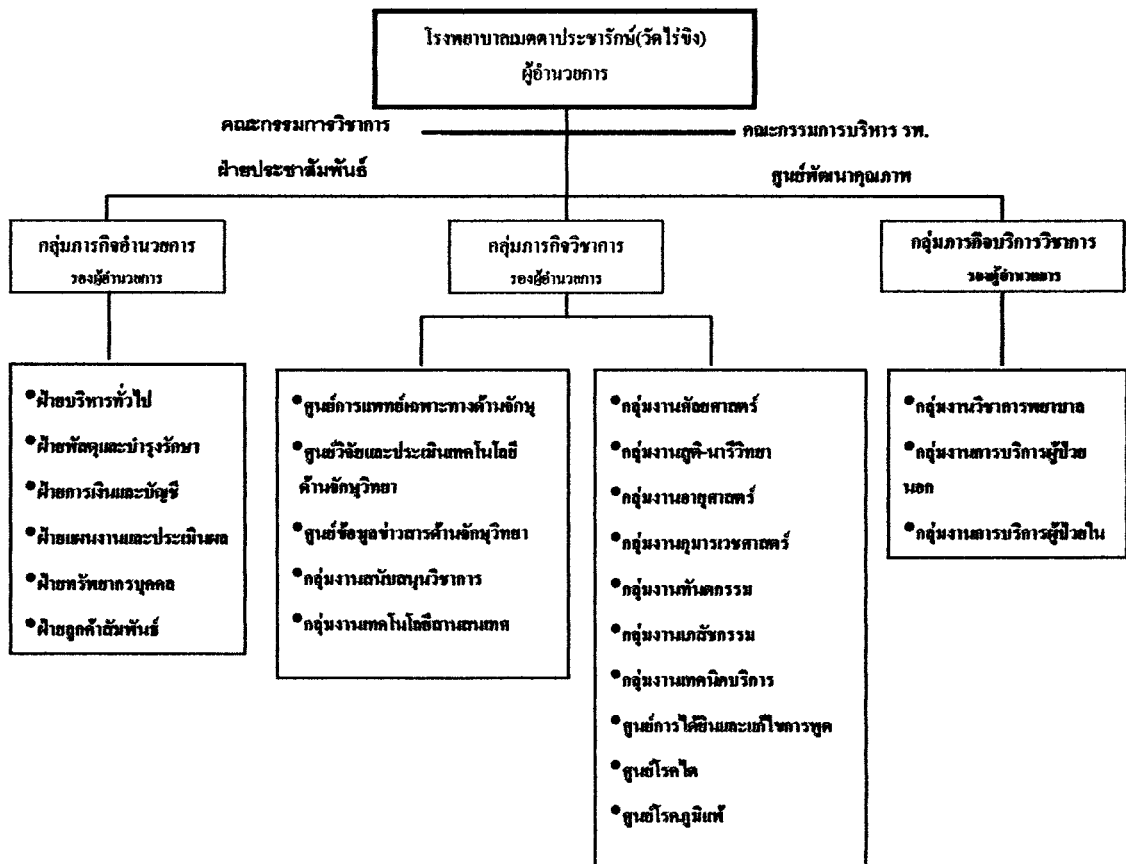 โรงพยาบาลเมตตาประชารักษ์(วัดไร่ขิง)
ผู้อำนวยการ
คณะกรรมการวิชาการ
คณะกรรมการบริหาร รพ.
ฝ่ายประชาสัมพันธ์
ศูนย์พัฒนาคุณภาพ
กลุ่มภารกิจอำนวยการ
รองผู้อำนวยการ
กลุ่มภารกิจวิชาการ
รองผู้อำนวยการ
กลุ่มภารกิจบริการวิชาการ
รองผู้อำนวยการ
•ฝ่ายบริหารทั่วไป
•ฝ่ายพัสดุและบำรุงรักษา
•ฝ่ายการเงินและบัญชี
•ฝ่ายแผนงานและประเมินผล
•ฝ่ายทรัพยากรบุคคล
•ฝ่ายลูกค้าสัมพันธ์
•ศูนย์การแพทย์เฉพาะทางด้านจักษุ
•ศูนย์วิจัยและประเมินเทคโนโลยี
ด้านจักษุวิทยา
•ศูนย์ข้อมูลข่าวสารด้านจักษุวิทยา
•กลุ่มงานสนับสนุนวิชาการ
•กลุ่มงานเทคโนโลยีสานสนเทศ
•กลุ่มงานศัลยศาสตร์
•กลุ่มงานสูติ-นารีวิทยา
•กลุ่มงานอายุศาสตร์
•กลุ่มงานกุมารเวชศาสตร์
•กลุ่มงานทันตกรรม
•กลุ่มงานเภสัชกรรม
•กลุ่มงานเทคนิคบริการ
•ศูนย์การได้ยินและแก้ไขการพูด
•ศูนย์โรคไต
•ศูนย์โรคภูมิแพ้
•กลุ่มงานวิชาการพยาบาล
•กลุ่มงานการบริการผู้ป่วย
นอก
•กลุ่มงานการบริการผู้ป่วยใน